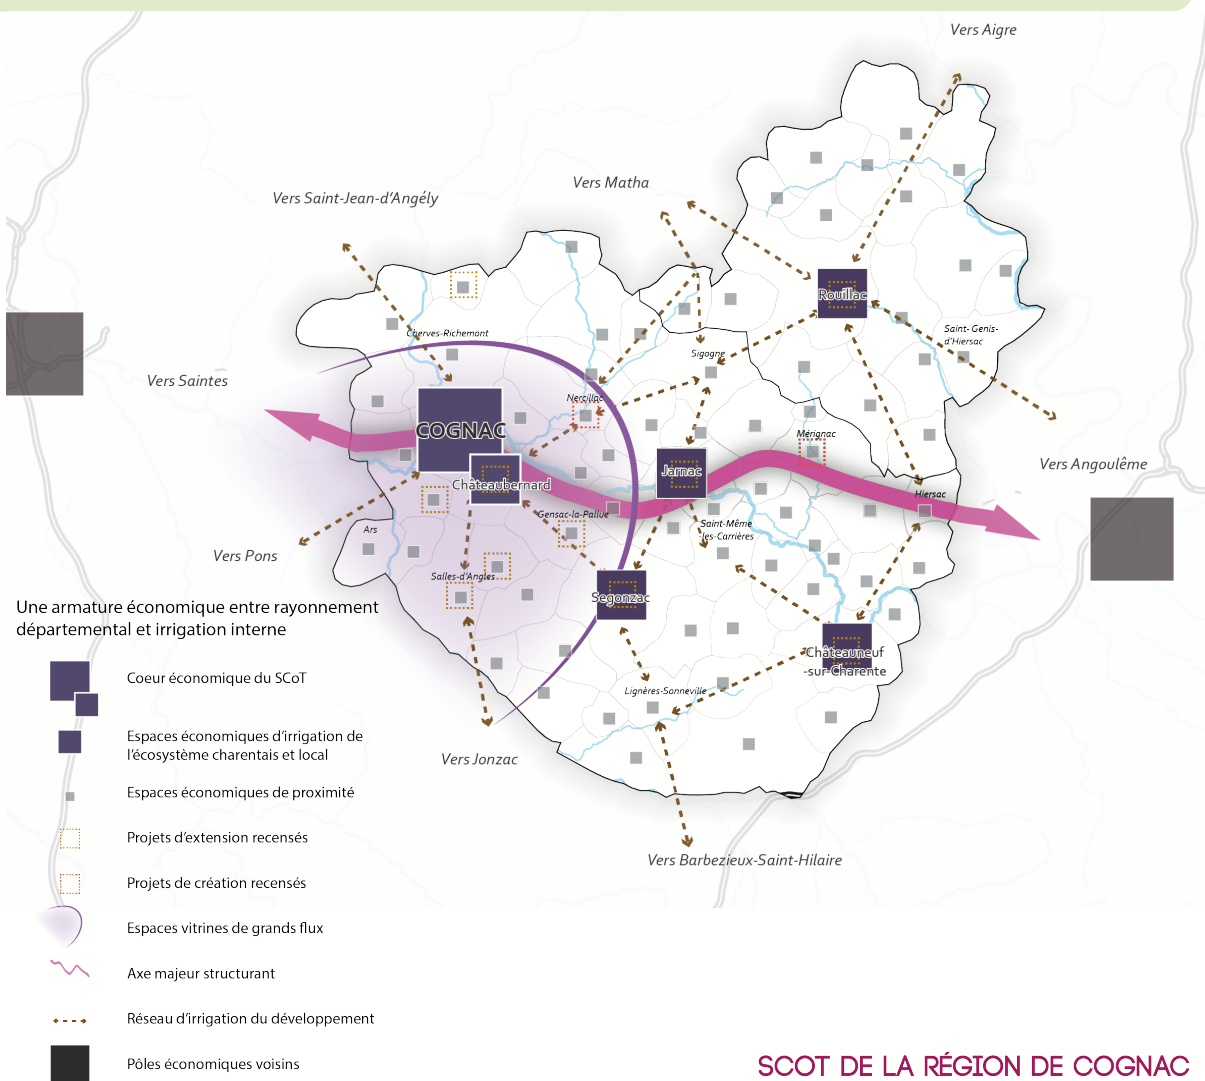 Vers Aigre
Vers Matha
Vers Saint-Jean-d'Angély
Rouillac
Saint-Genis-
d'Hiersac
Cherves-Richemont
Sigogne
Vers Saintes
Nercillac
COGNAC
Mérignac
Vers Angoulême
Jarnac
Châteaubernard
Hiersac
Gensac-la-Pallue
Saint-Même
-les-Carrières
Ars
Vers Pons
Salles-d'Angles
Segonzac
Châteauneuf
-sur-Charente
Lignères-Sonneville
Vers Jonzac
Vers Barbezieux-Saint-Hilaire
Une armature économique entre rayonnement
départemental et irrigation interne
Coeur économique du SCoT
Espaces économiques d'irrigation de
l'écosystème charentais et local
Espaces économiques de proximité
Projets d'extension recensés
Projets de création recensés
Espaces vitrines de grands flux
Axe majeur structurant
Réseau d'irrigation du développement
Pôles économiques voisins
SCOT DE LA RÉGION DE COGNAC